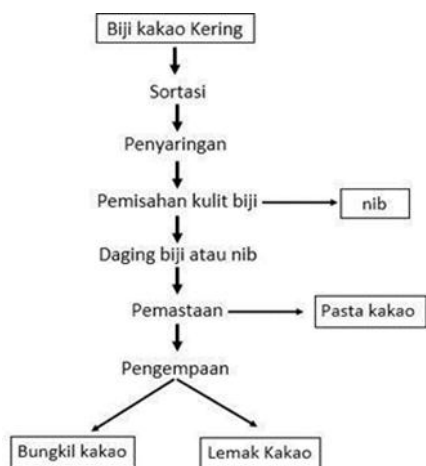 Biji kakao Kering
Sortasi
Penyaringan
Pemisahan kulit biji
nib
Daging biji atau nib
Pemastaan
Pasta kakao
Pengempaan
Bungkil kakao
Lemak Kakao